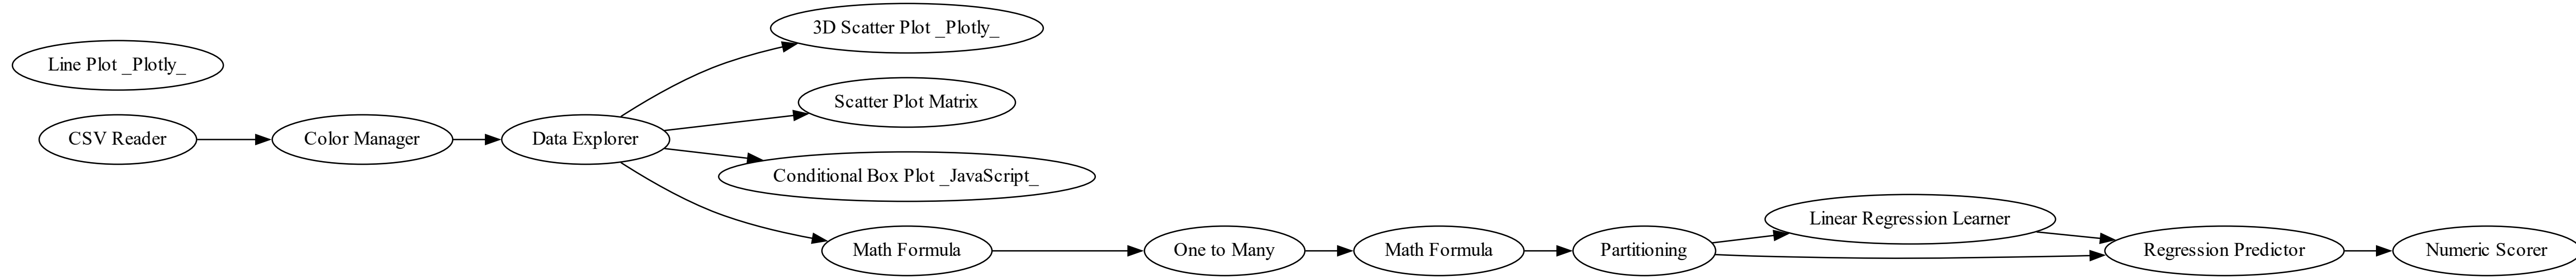 Line Plot _Plotly_
CSV Reader
Color Manager
Data Explorer
3D Scatter Plot _Plotly_
Scatter Plot Matrix
Conditional Box Plot _JavaScript_
Math Formula
One to Many
Math Formula
Partitioning
Linear Regression Learner
Regression Predictor
Numeric Scorer